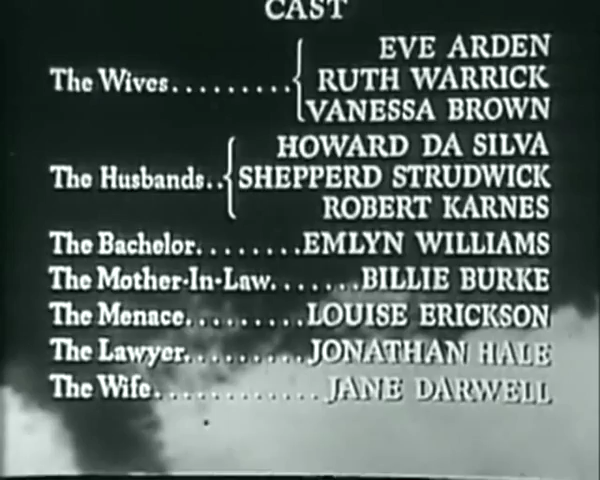 CAST
EVE ARDEN
The Wives......... RUTH WARRICK
VANESSA BROWN
HOWARD DA SILVA
The Husbands.. SHEPPERD STRUDWICK
ROBERT KARNES
The Bachelor........EMLYN WILLIAMS
The Mother-In-Law.......BILLIE BURKE
The Menace.........LOUISE ERICKSON
The Lawyer.........JONATHAN HALE
The Wife............JANE DARWELL